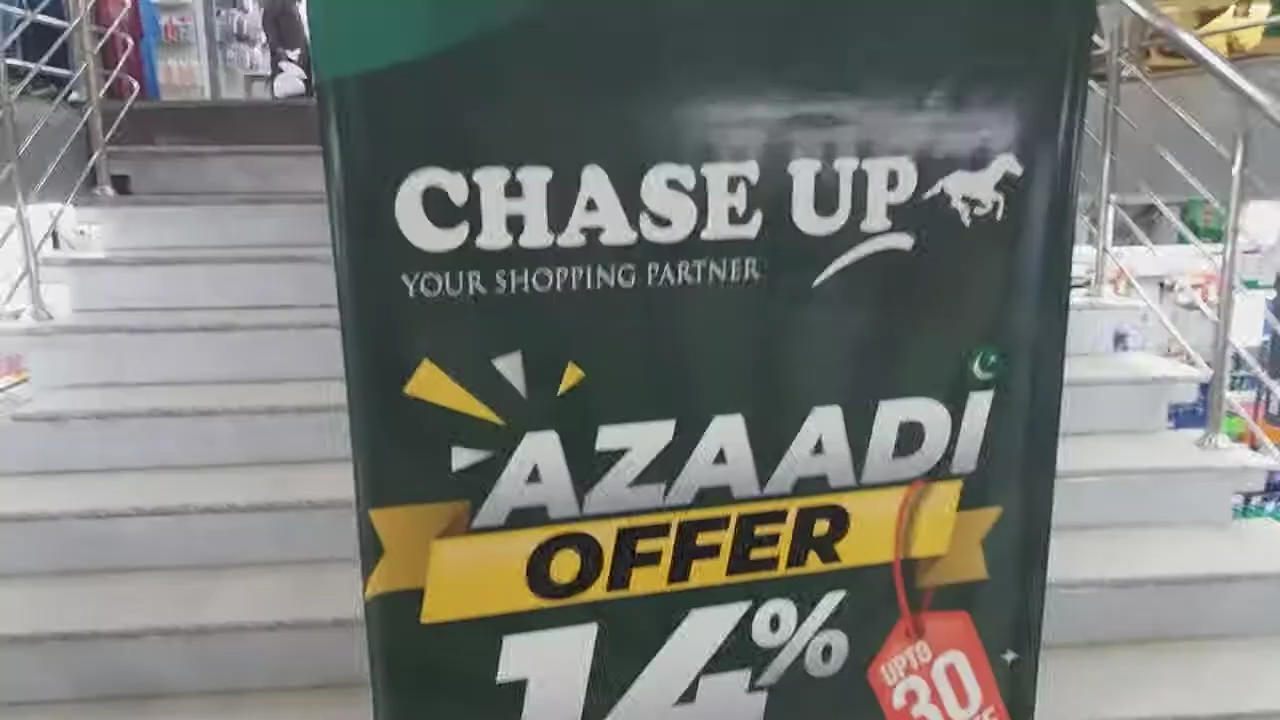 CHASE UP
YOUR SHOPPING PARTNER
AZAADI
OFFER
14%
UPTO
30